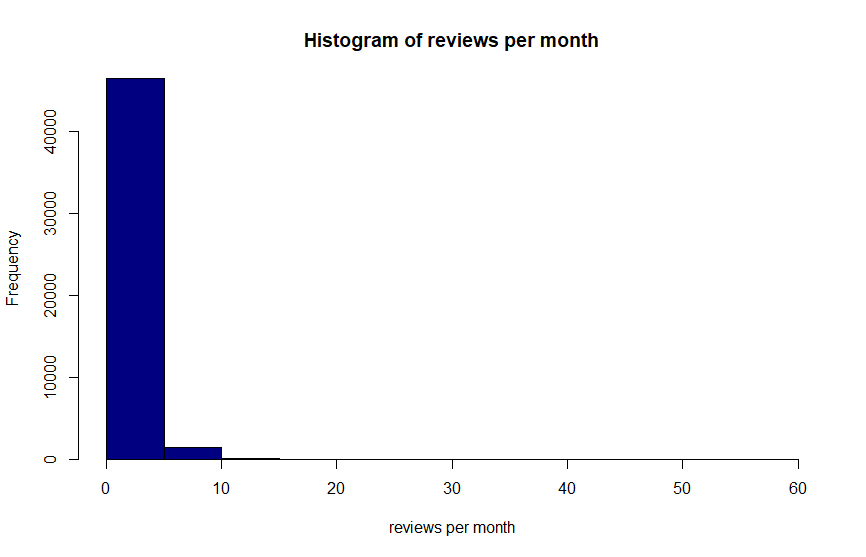 Histogram of reviews per month
Frequency
40000
30000
20000
10000
0
0 10 20 30 40 50 60
reviews per month